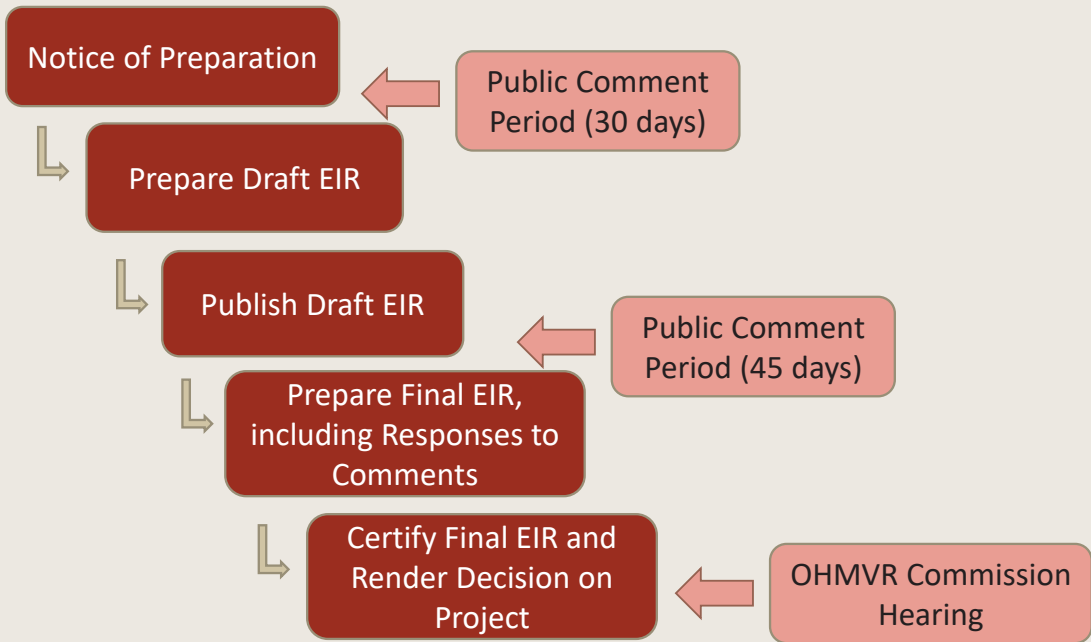 Notice of Preparation
Public Comment
Period (30 days)
Prepare Draft EIR
Publish Draft EIR
Public Comment
Period (45 days)
Prepare Final EIR,
including Responses to
Comments
Certify Final EIR and
Render Decision on
Project
OHMVR Commission
Hearing